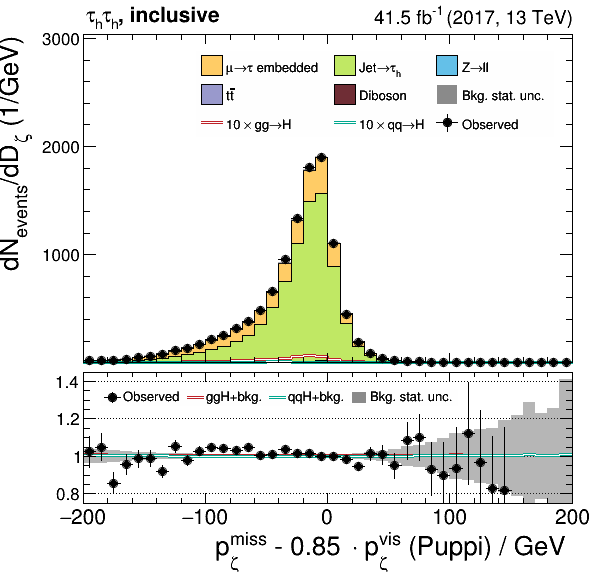 τhτh, inclusive 41.5 fb⁻¹ (2017, 13 TeV)
dNevents/dDζ (1/GeV)
3000
2000
1000
μ→τ embedded Jet→τh Z→ll
tt̅ Diboson Bkg. stat. unc.
10 × gg→H 10 × qq→H Observed
1.4
1.2
1.0
0.8
Observed ggH+bkg. qqH+bkg. Bkg. stat. unc.
−200 −100 0 100 200
pζmiss - 0.85 · pζvis (Puppi) / GeV